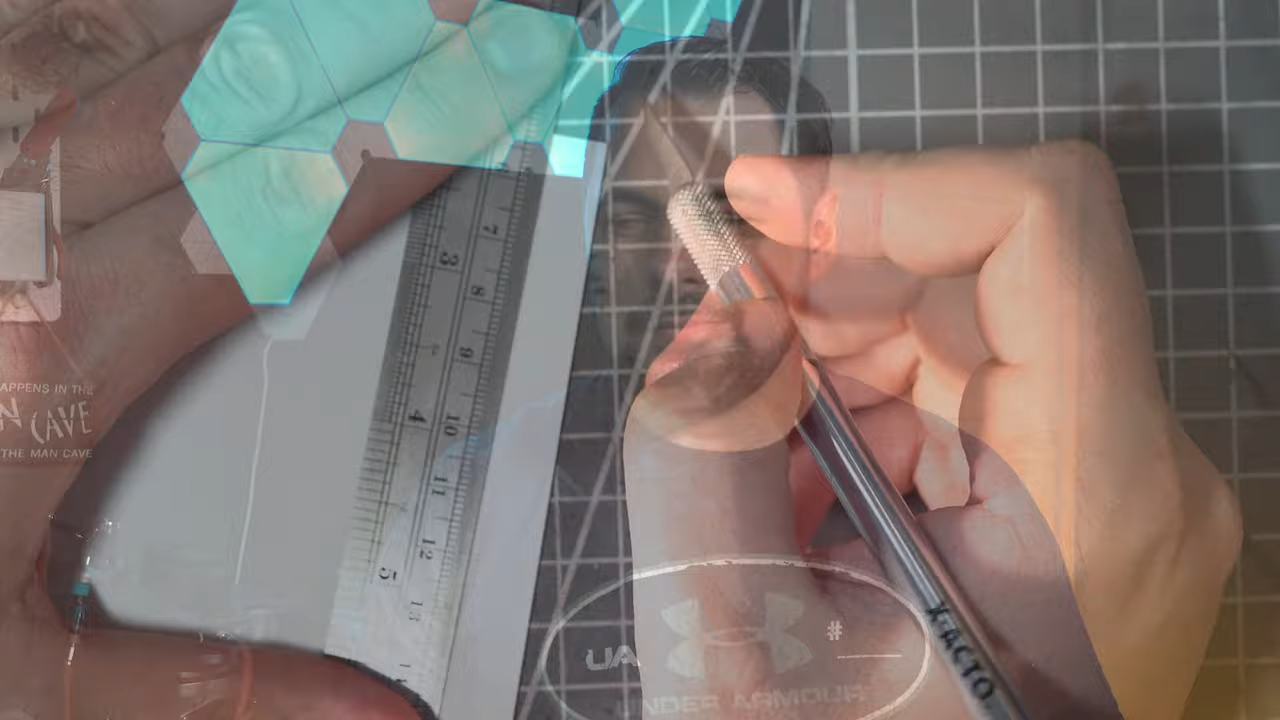 APPENS IN THE
N CAVE
THE MAN CAVE
7
3
8
9
4
10
11
12
5
13
X-ACTO
UA
#
UNDER ARMOUR